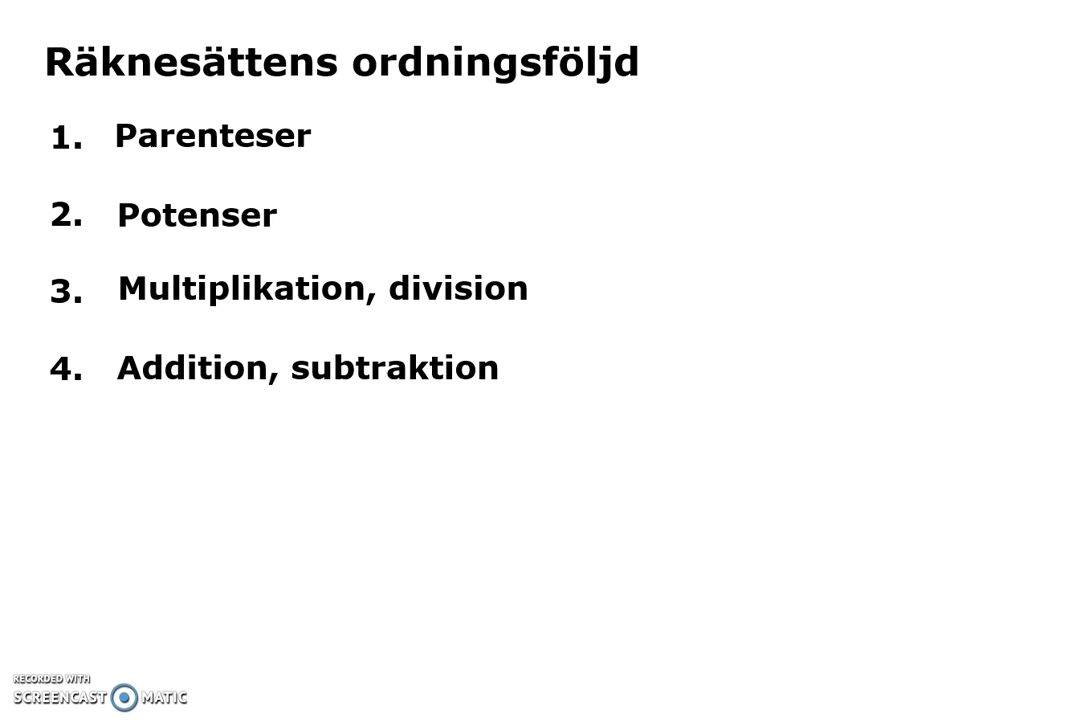 Räknesättens ordningsföljd
1. Parenteser
2. Potenser
3. Multiplikation, division
4. Addition, subtraktion
RECORDED WITH
SCREENCAST MATIC